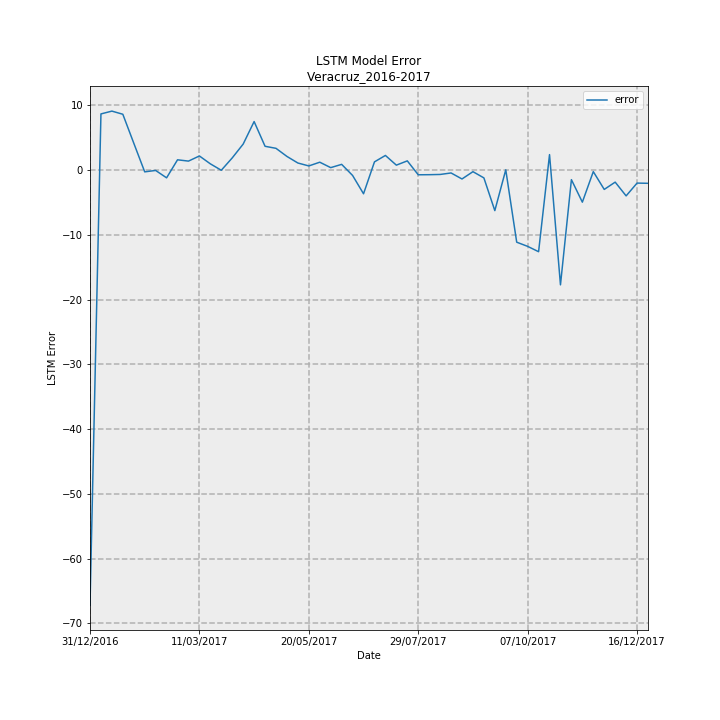 LSTM Model Error
Veracruz_2016-2017
error
10
0
−10
−20
−30
−40
−50
−60
−70
LSTM Error
31/12/2016 11/03/2017 20/05/2017 29/07/2017 07/10/2017 16/12/2017
Date